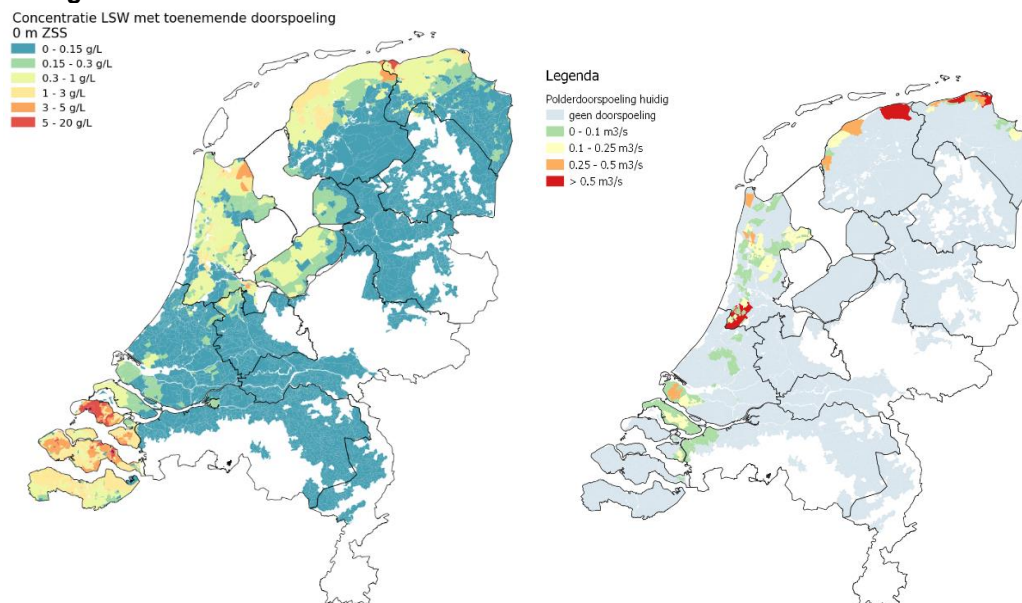 Concentratie LSW met toenemende doorspoeling
0 m ZSS
0 - 0.15 g/L
0.15 - 0.3 g/L
0.3 - 1 g/L
1 - 3 g/L
3 - 5 g/L
5 - 20 g/L
Legenda
Polderdoorspoeling huidig
geen doorspoeling
0 - 0.1 m3/s
0.1 - 0.25 m3/s
0.25 - 0.5 m3/s
> 0.5 m3/s